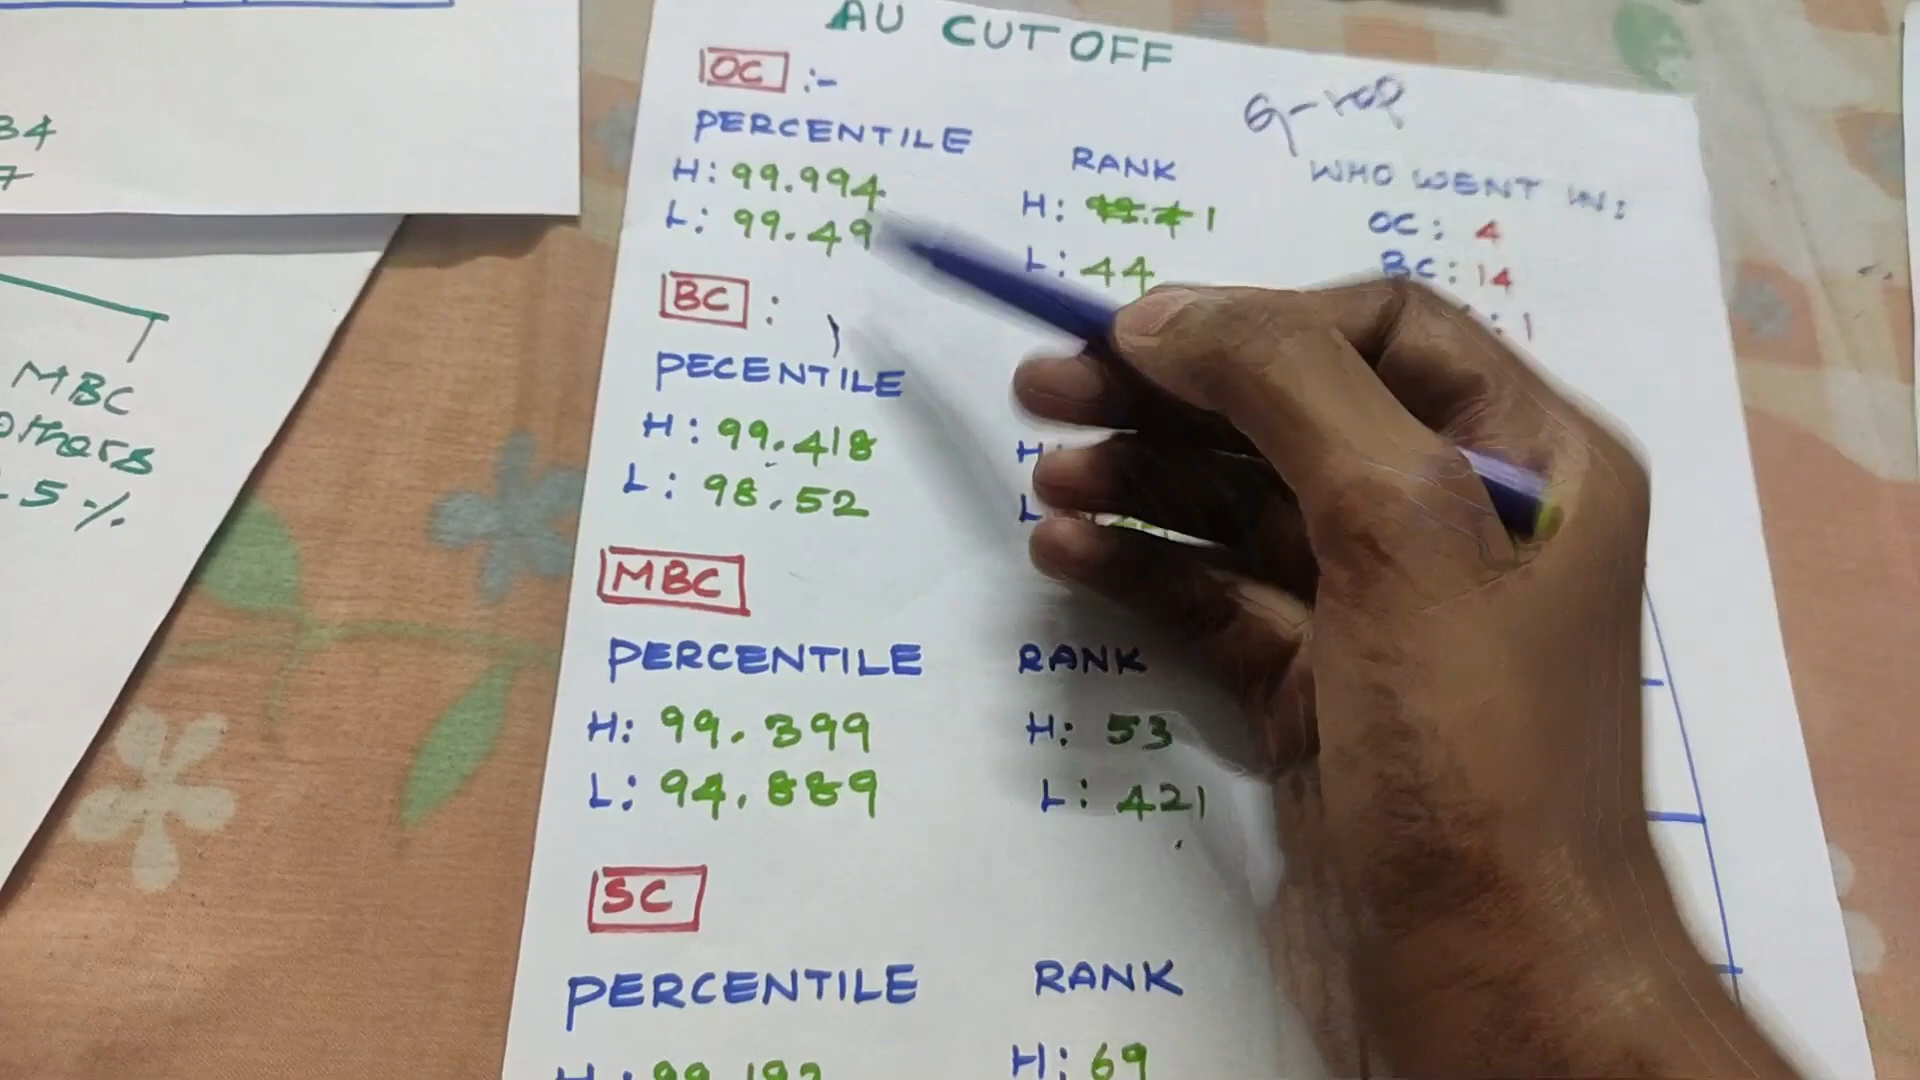 AU CUTOFF
OC :-
PERCENTILE
H: 99.994
L: 99.49
RANK
H: 1
L: 44
WHO WENT IN:
OC: 4
BC: 14
: 1
BC :
PECENTILE
H: 99.418
L: 98.52
H:
L
MBC
PERCENTILE
H: 99.399
L: 94.889
RANK
H: 53
L: 421
SC
PERCENTILE
RANK
H: 69
34
7
MBC
others
5%